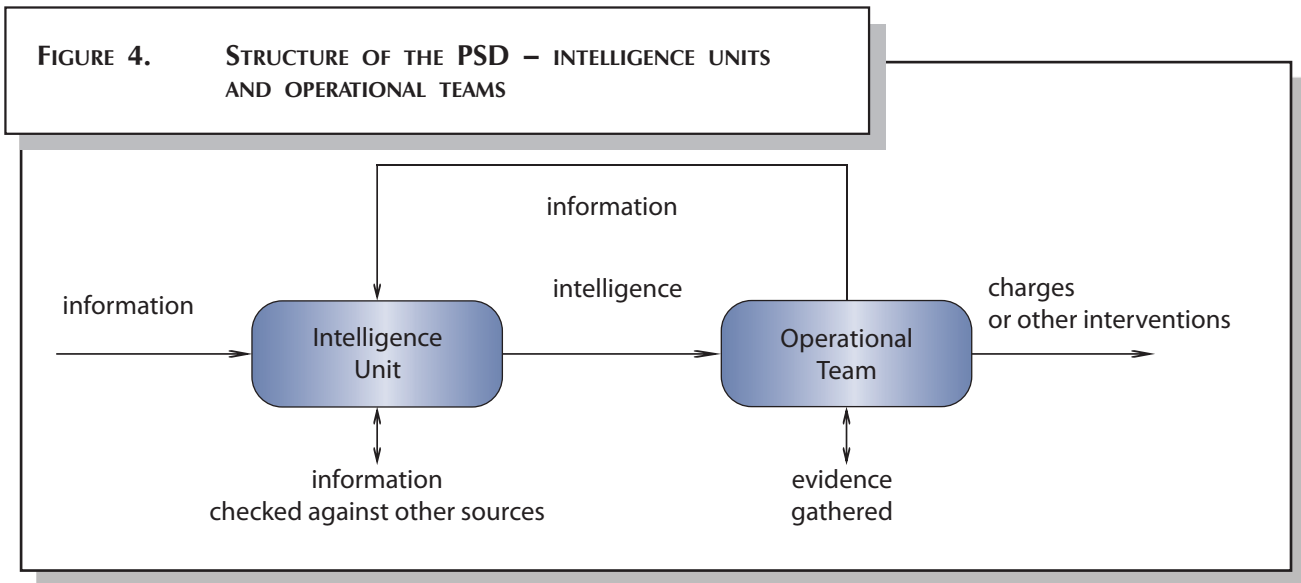 FIGURE 4. STRUCTURE OF THE PSD – INTELLIGENCE UNITS
AND OPERATIONAL TEAMS
information
information
intelligence
charges
or other interventions
Intelligence
Unit
Operational
Team
information
checked against other sources
evidence
gathered